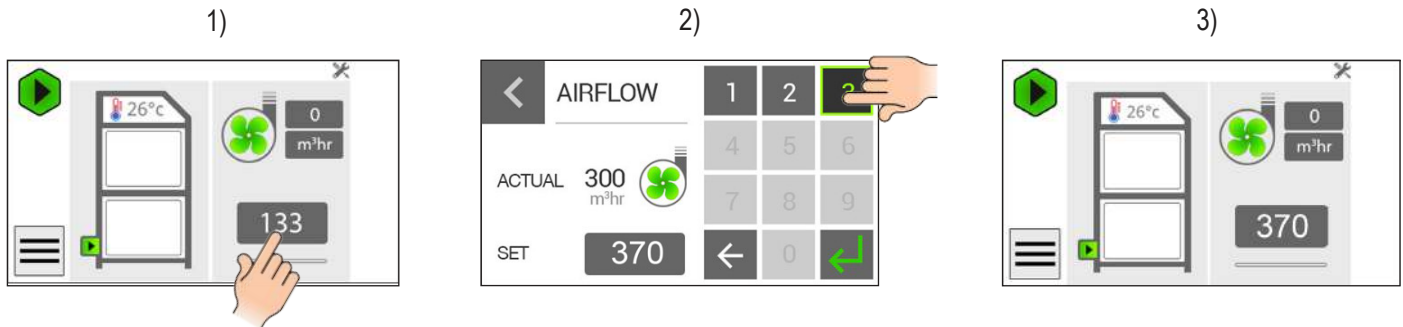 1)
26°c
0
m³hr
133
2)
AIRFLOW
ACTUAL 300
m³hr
SET 370
1 2 3
4 5 6
7 8 9
0
3)
26°c
0
m³hr
370